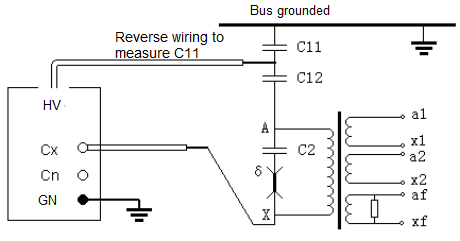 Bus grounded
Reverse wiring to
measure C11
C11
C12
HV
a1
A
Cx
C2
x1
a2
δ
Cn
x2
GN
af
X
xf